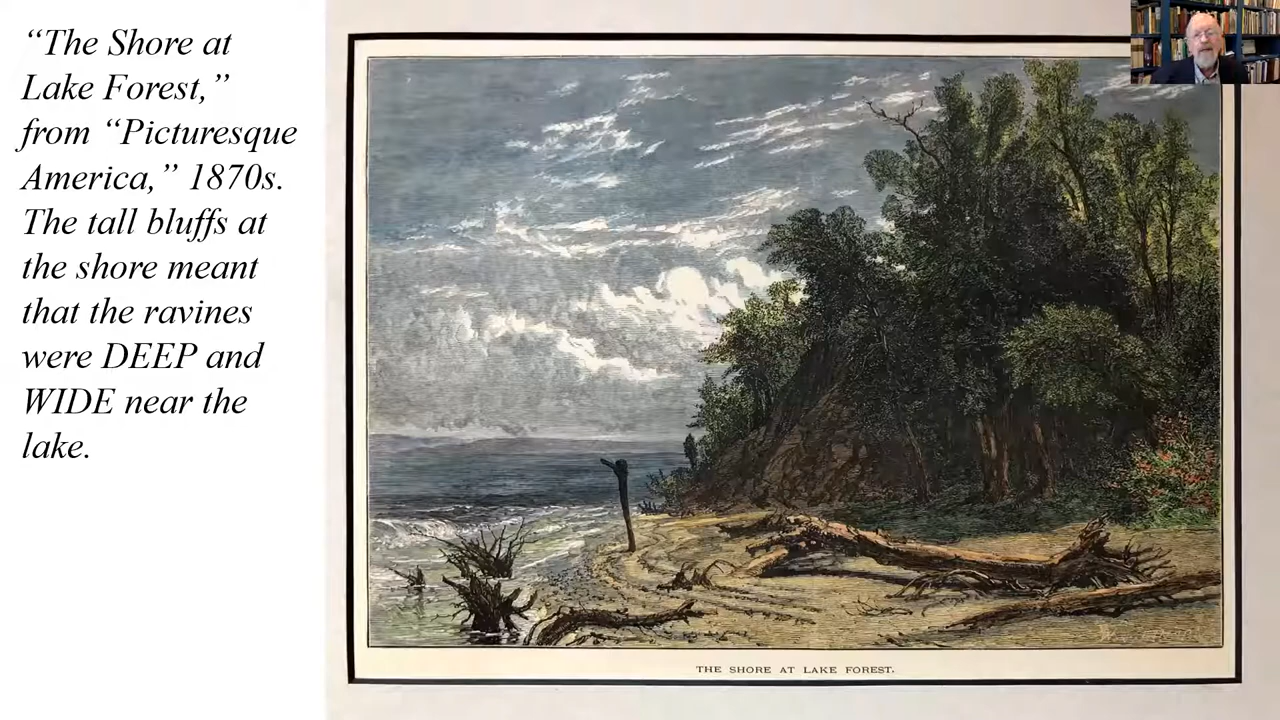 “The Shore at
Lake Forest,”
from “Picturesque
America,” 1870s.
The tall bluffs at
the shore meant
that the ravines
were DEEP and
WIDE near the
lake.
THE SHORE AT LAKE FOREST.